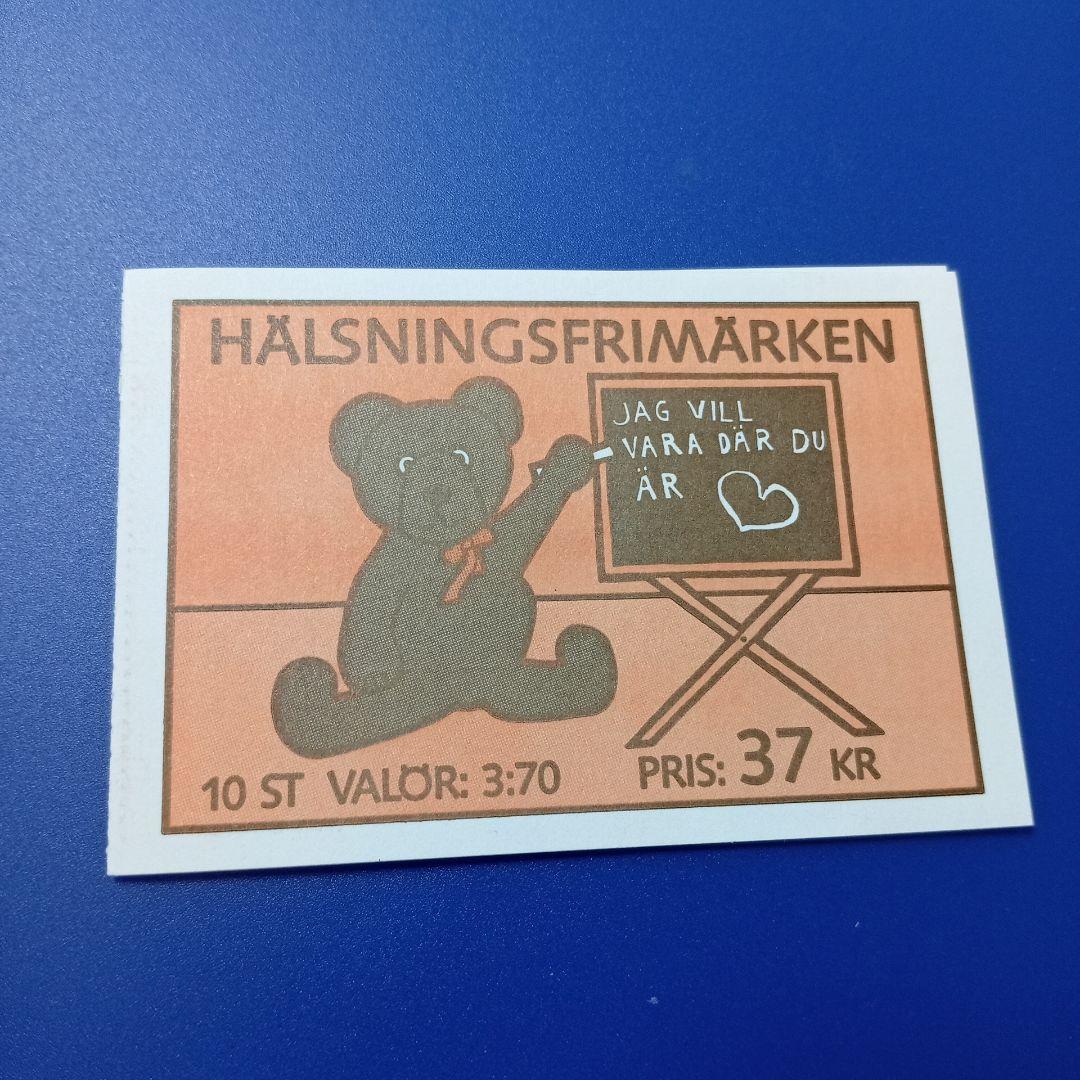 HÄLSNINGSFRIMÄRKEN
JAG VILL
VARA DÄR DU
ÄR
10 ST VALÖR: 3:70
PRIS: 37 KR